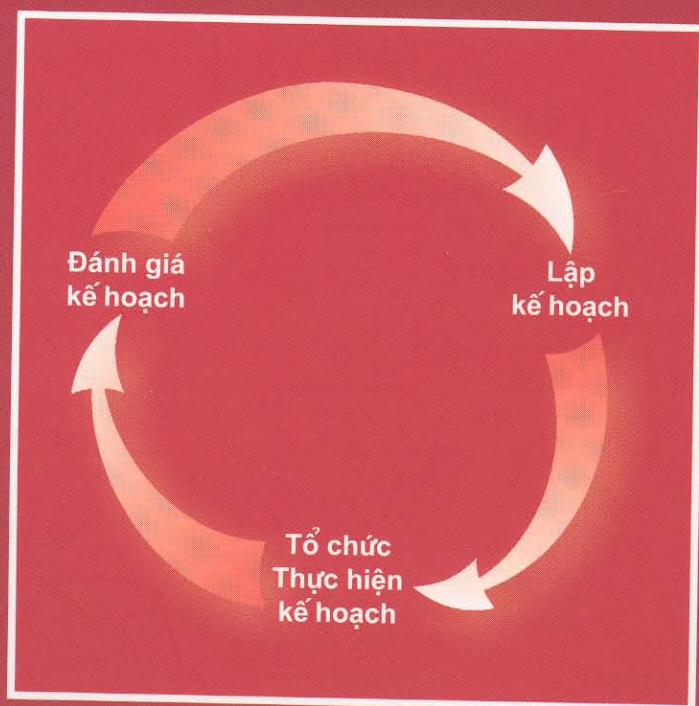 Đánh giá
kế hoạch
Lập
kế hoạch
Tổ chức
Thực hiện
kế hoạch